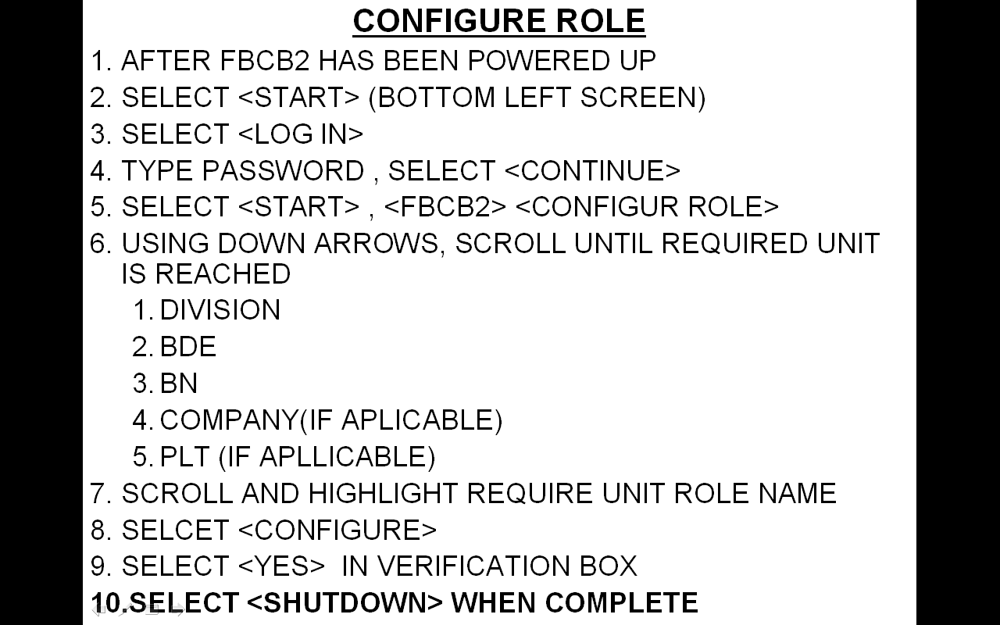 CONFIGURE ROLE
1. AFTER FBCB2 HAS BEEN POWERED UP
2. SELECT <START> (BOTTOM LEFT SCREEN)
3. SELECT <LOG IN>
4. TYPE PASSWORD , SELECT <CONTINUE>
5. SELECT <START> , <FBCB2> <CONFIGUR ROLE>
6. USING DOWN ARROWS, SCROLL UNTIL REQUIRED UNIT
IS REACHED
1. DIVISION
2. BDE
3. BN
4. COMPANY(IF APLICABLE)
5. PLT (IF APLLICABLE)
7. SCROLL AND HIGHLIGHT REQUIRE UNIT ROLE NAME
8. SELCET <CONFIGURE>
9. SELECT <YES>  IN VERIFICATION BOX
10.SELECT <SHUTDOWN> WHEN COMPLETE